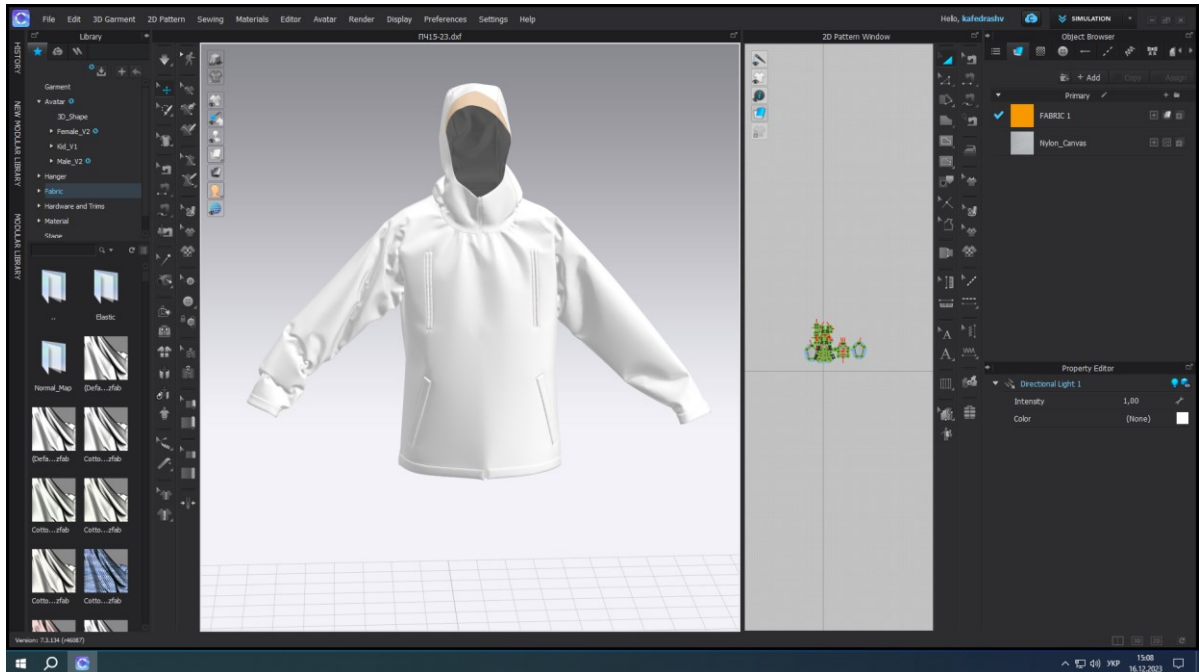 File Edit 3D Garment 2D Pattern Sewing Materials Editor Avatar Render Display Preferences Settings Help
Hello, kafedrashv
SIMULATION
HISTORY
NEW MODULAR LIBRARY
MODULAR LIBRARY
Library
Garment
Avatar
3D_Shape
Female_V2
Kid_V1
Male_V2
Hanger
Fabric
Hardware and Trims
Material
Stage
..
Elastic
Normal_Map
(Defa...zfab
(Defa...zfab
Cotto...zfab
Cotto...zfab
Cotto...zfab
Cotto...zfab
Cotto...zfab
ПЧ15-23.dxf
2D Pattern Window
Object Browser
+ Add
Copy
Assign
Primary
FABRIC 1
Nylon_Canvas
Property Editor
Directional Light 1
Intensity 1,00
Color (None)
Version: 7.3.134 (r46087)
УКР
15:08
16.12.2023